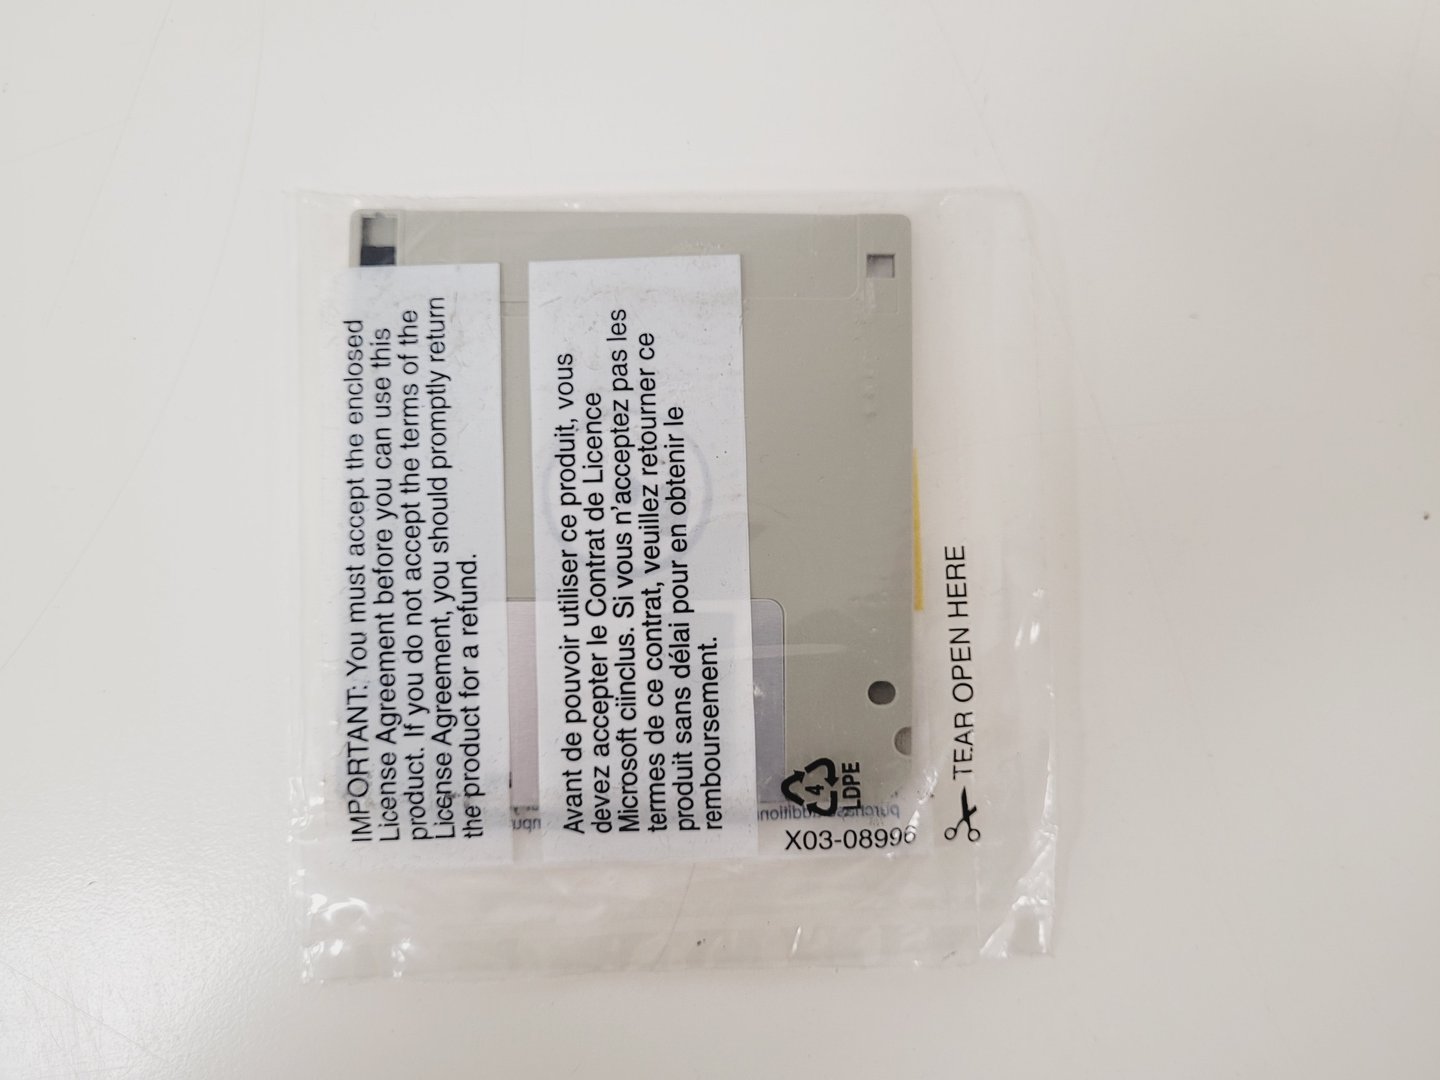 IMPORTANT: You must accept the enclosed
License Agreement before you can use this
product. If you do not accept the terms of the
License Agreement, you should promptly return
the product for a refund.
Avant de pouvoir utiliser ce produit, vous
devez accepter le Contrat de Licence
Microsoft ciinclus. Si vous n'acceptez pas les
termes de ce contrat, veuillez retourner ce
produit sans délai pour en obtenir le
remboursement.
4
LDPE
X03-08996
TEAR OPEN HERE